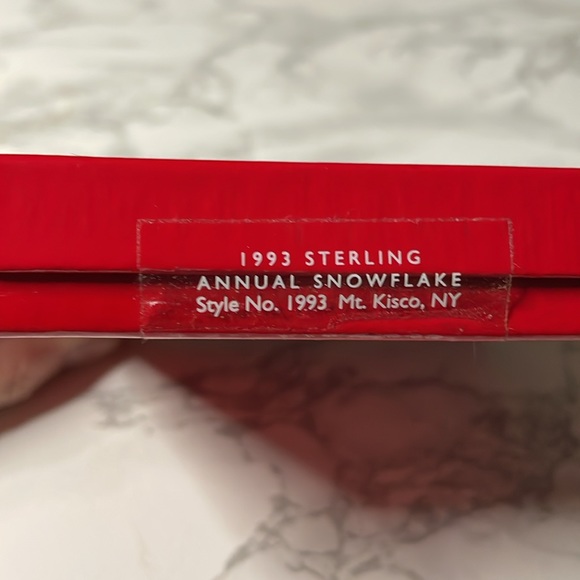 1993 STERLING
ANNUAL SNOWFLAKE
Style No. 1993 Mt. Kisco, NY